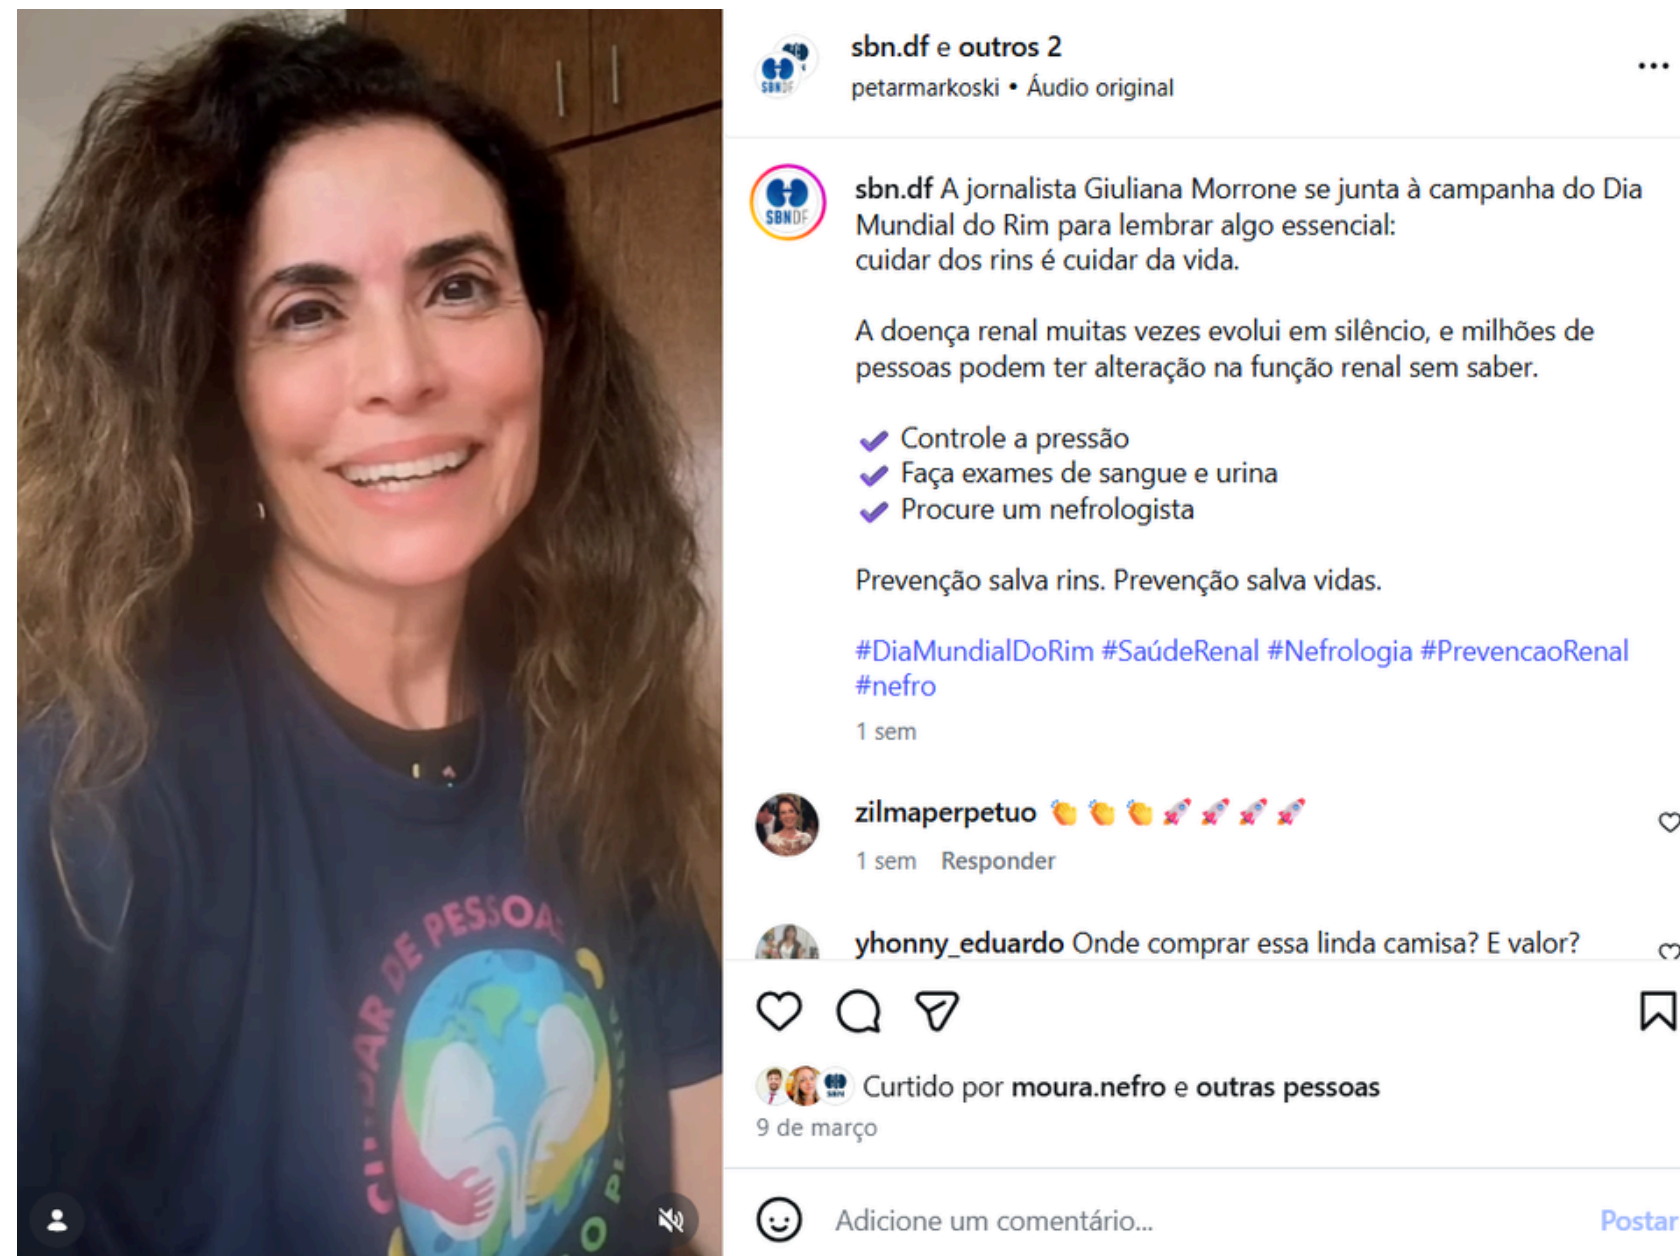 sbn.df e outros 2
petarmarkoski • Áudio original
SBNDF
sbn.df A jornalista Giuliana Morrone se junta à campanha do Dia
Mundial do Rim para lembrar algo essencial:
cuidar dos rins é cuidar da vida.
A doença renal muitas vezes evolui em silêncio, e milhões de
pessoas podem ter alteração na função renal sem saber.
✔ Controle a pressão
✔ Faça exames de sangue e urina
✔ Procure um nefrologista
Prevenção salva rins. Prevenção salva vidas.
#DiaMundialDoRim #SaúdeRenal #Nefrologia #PrevencaoRenal
#nefro
1 sem
zilmaperpetuo 👏👏👏🚀🚀🚀🚀
1 sem Responder
yhonny_eduardo Onde comprar essa linda camisa? E valor?
Curtido por moura.nefro e outras pessoas
9 de março
Adicione um comentário... Postar
DE PESSOAS